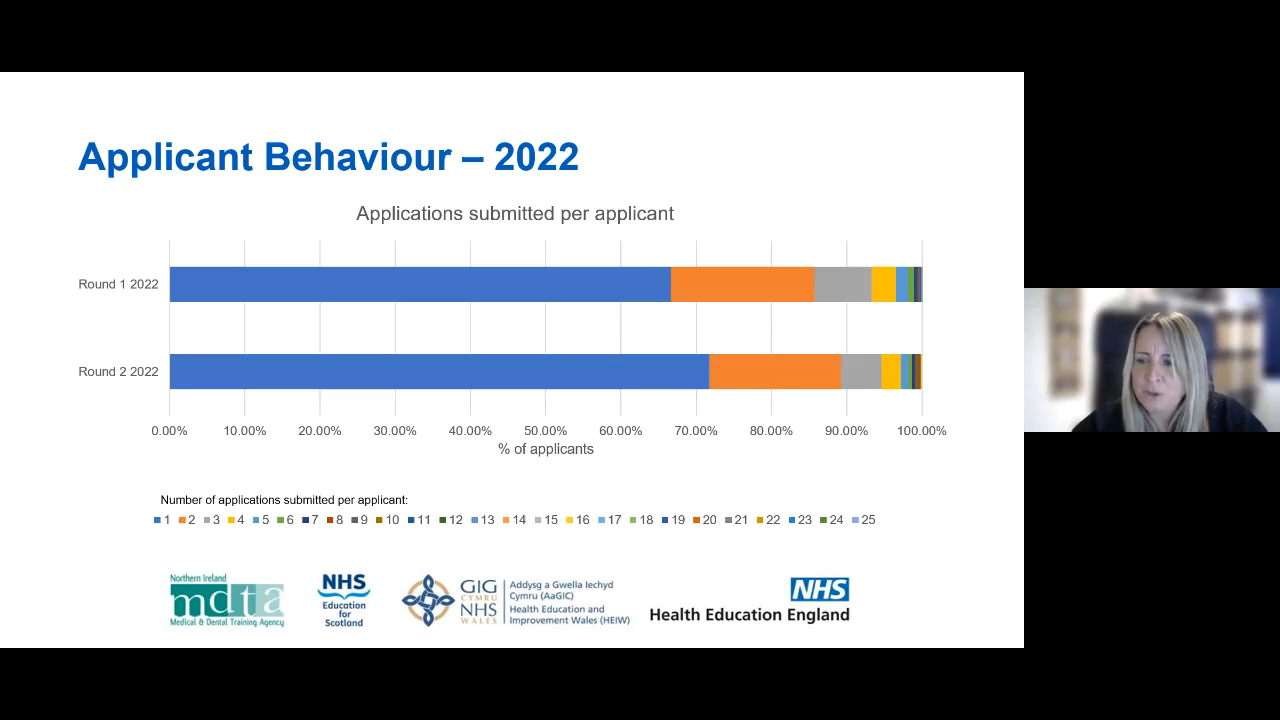 Applicant Behaviour – 2022
Applications submitted per applicant
Round 1 2022
Round 2 2022
0.00% 10.00% 20.00% 30.00% 40.00% 50.00% 60.00% 70.00% 80.00% 90.00% 100.00%
% of applicants
Number of applications submitted per applicant:
1 2 3 4 5 6 7 8 9 10 11 12 13 14 15 16 17 18 19 20 21 22 23 24 25
Northern Ireland
mdta
Medical & Dental Training Agency
NHS
Education
for
Scotland
GIG
CYMRU
NHS
WALES
Addysg a Gwella Iechyd
Cymru (AaGIC)
Health Education and
Improvement Wales (HEIW)
NHS
Health Education England